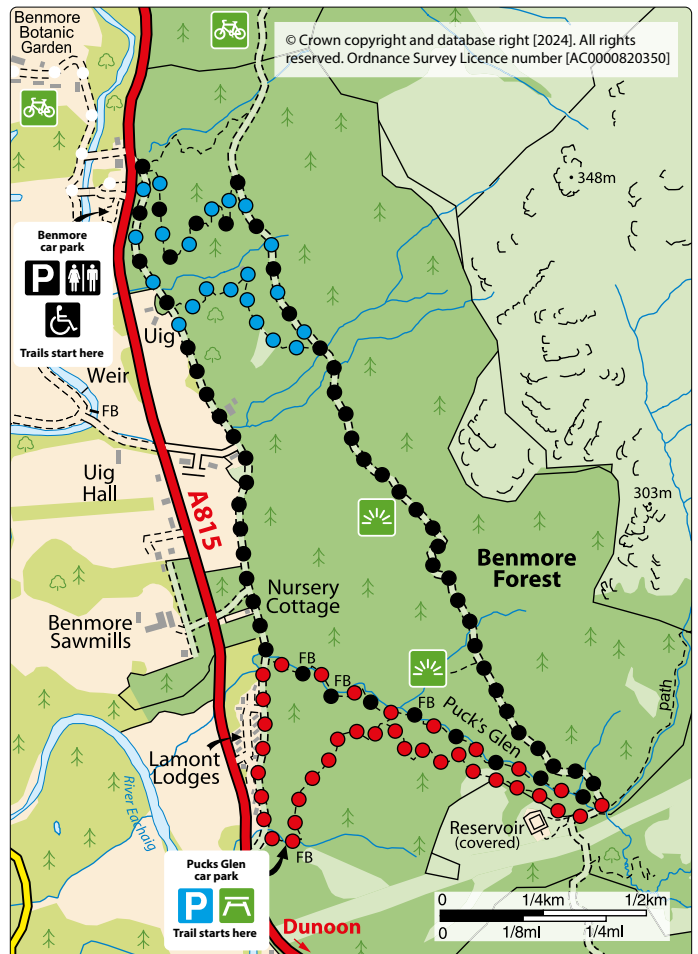 Benmore
Botanic
Garden
© Crown copyright and database right [2024]. All rights
reserved. Ordnance Survey Licence number [AC0000820350]
348m
Benmore
car park
P
Trails start here
Uig
Weir
FB
Uig
Hall
A815
303m
Benmore
Forest
Nursery
Cottage
Benmore
Sawmills
FB
FB
FB
Puck's Glen
path
Lamont
Lodges
River Eachaig
Reservoir
(covered)
FB
Pucks Glen
car park
P
Trail starts here
Dunoon
0 1/4km 1/2km
0 1/8ml 1/4ml